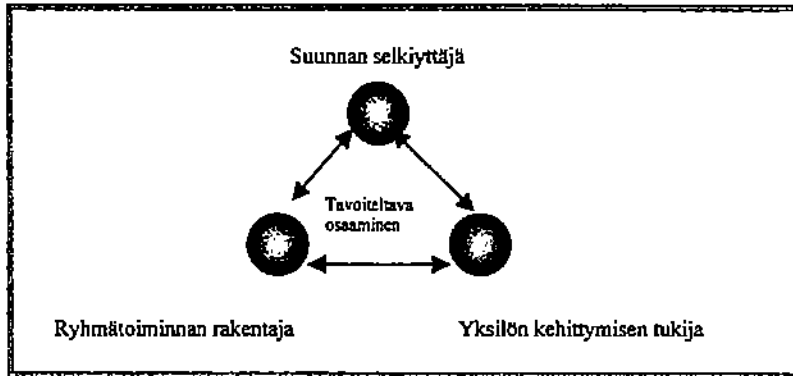 Suunnan selkiyttäjä
Tavoiteltava
osaaminen
Ryhmätoiminnan rakentaja
Yksilön kehittymisen tukija